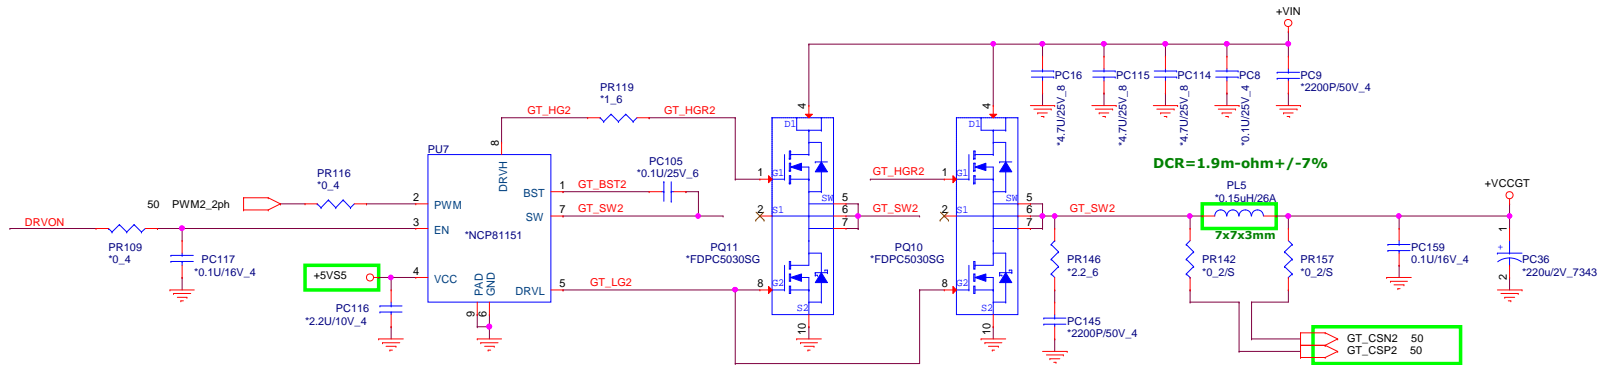 +VIN
PC16
*4.7U/25V_8
PC115
*4.7U/25V_8
PC114
*4.7U/25V_8
PC8
*0.1U/25V_4
PC9
*2200P/50V_4
PR119
*1_6
GT_HG2
GT_HGR2
4
D1
4
D1
PU7
8
DRVH
PC105
*0.1U/25V_6
DCR=1.9m-ohm+/-7%
PR116
*0_4
1
GT_BST2
BST
1
G1
GT_HGR2
1
G1
PL5
*0.15uH/26A
+VCCGT
50 PWM2_2ph
2
PWM
SW
7
GT_SW2
2
S1
SW
5
6
7
GT_SW2
2
S1
SW
5
6
7
GT_SW2
DRVON
3
EN
*NCP81151
7x7x3mm
1
PR109
*0_4
PC117
*0.1U/16V_4
PQ11
*FDPC5030SG
PQ10
*FDPC5030SG
PR146
*2.2_6
PR142
*0_2/S
PR157
*0_2/S
PC159
0.1U/16V_4
+
PC36
*220u/2V_7343
2
+5VS5
4
VCC
PAD
GND
DRVL
5
GT_LG2
8
G2
8
G2
PC116
*2.2U/10V_4
9
6
S2
10
S2
10
PC145
*2200P/50V_4
GT_CSN2 50
GT_CSP2 50